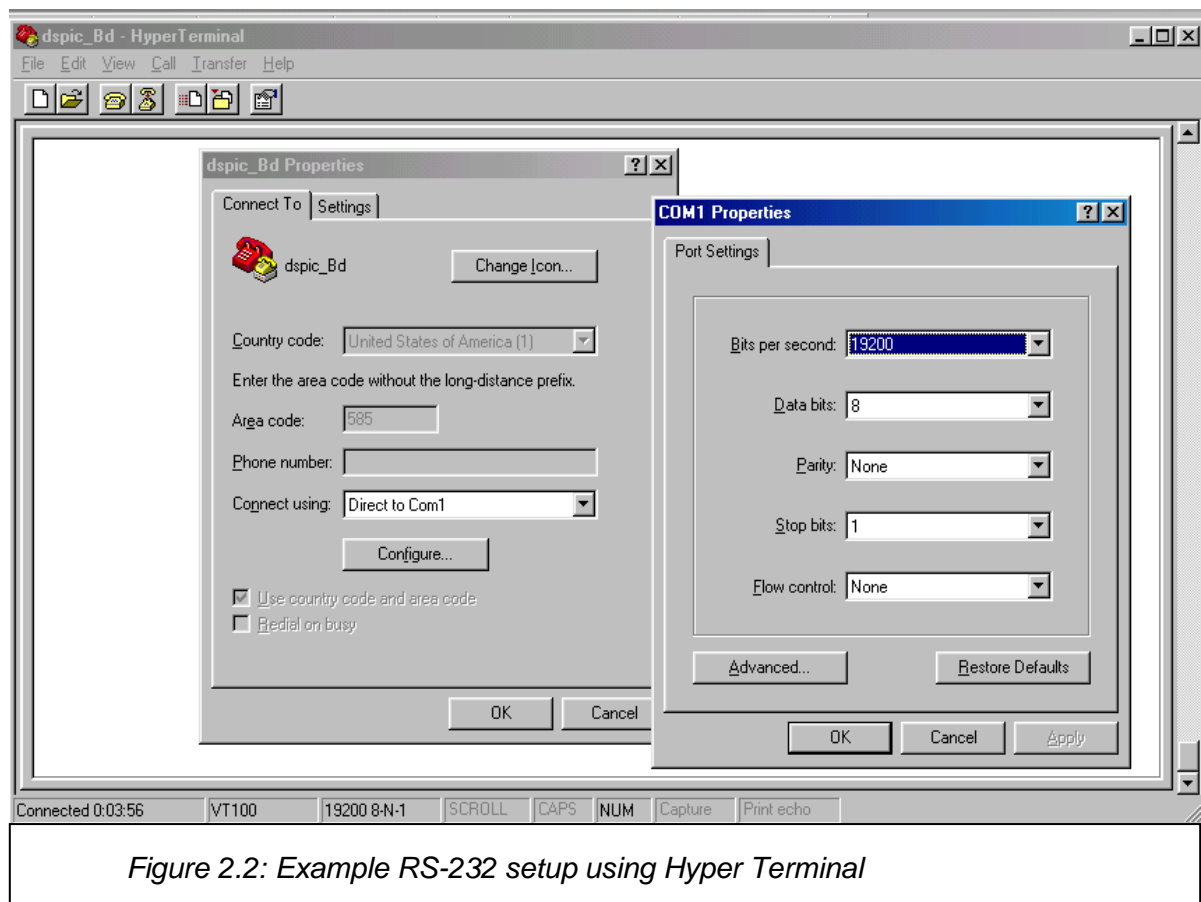 dspic_Bd - HyperTerminal
File Edit View Call Transfer Help
dspic_Bd Properties
Connect To Settings
dspic_Bd
Change Icon...
Country code: United States of America (1)
Enter the area code without the long-distance prefix.
Area code: 585
Phone number:
Connect using: Direct to Com1
Configure...
Use country code and area code
Redial on busy
OK Cancel
COM1 Properties
Port Settings
Bits per second: 19200
Data bits: 8
Parity: None
Stop bits: 1
Flow control: None
Advanced... Restore Defaults
OK Cancel Apply
Connected 0:03:56 VT100 19200 8-N-1 SCROLL CAPS NUM Capture Print echo
Figure 2.2: Example RS-232 setup using Hyper Terminal